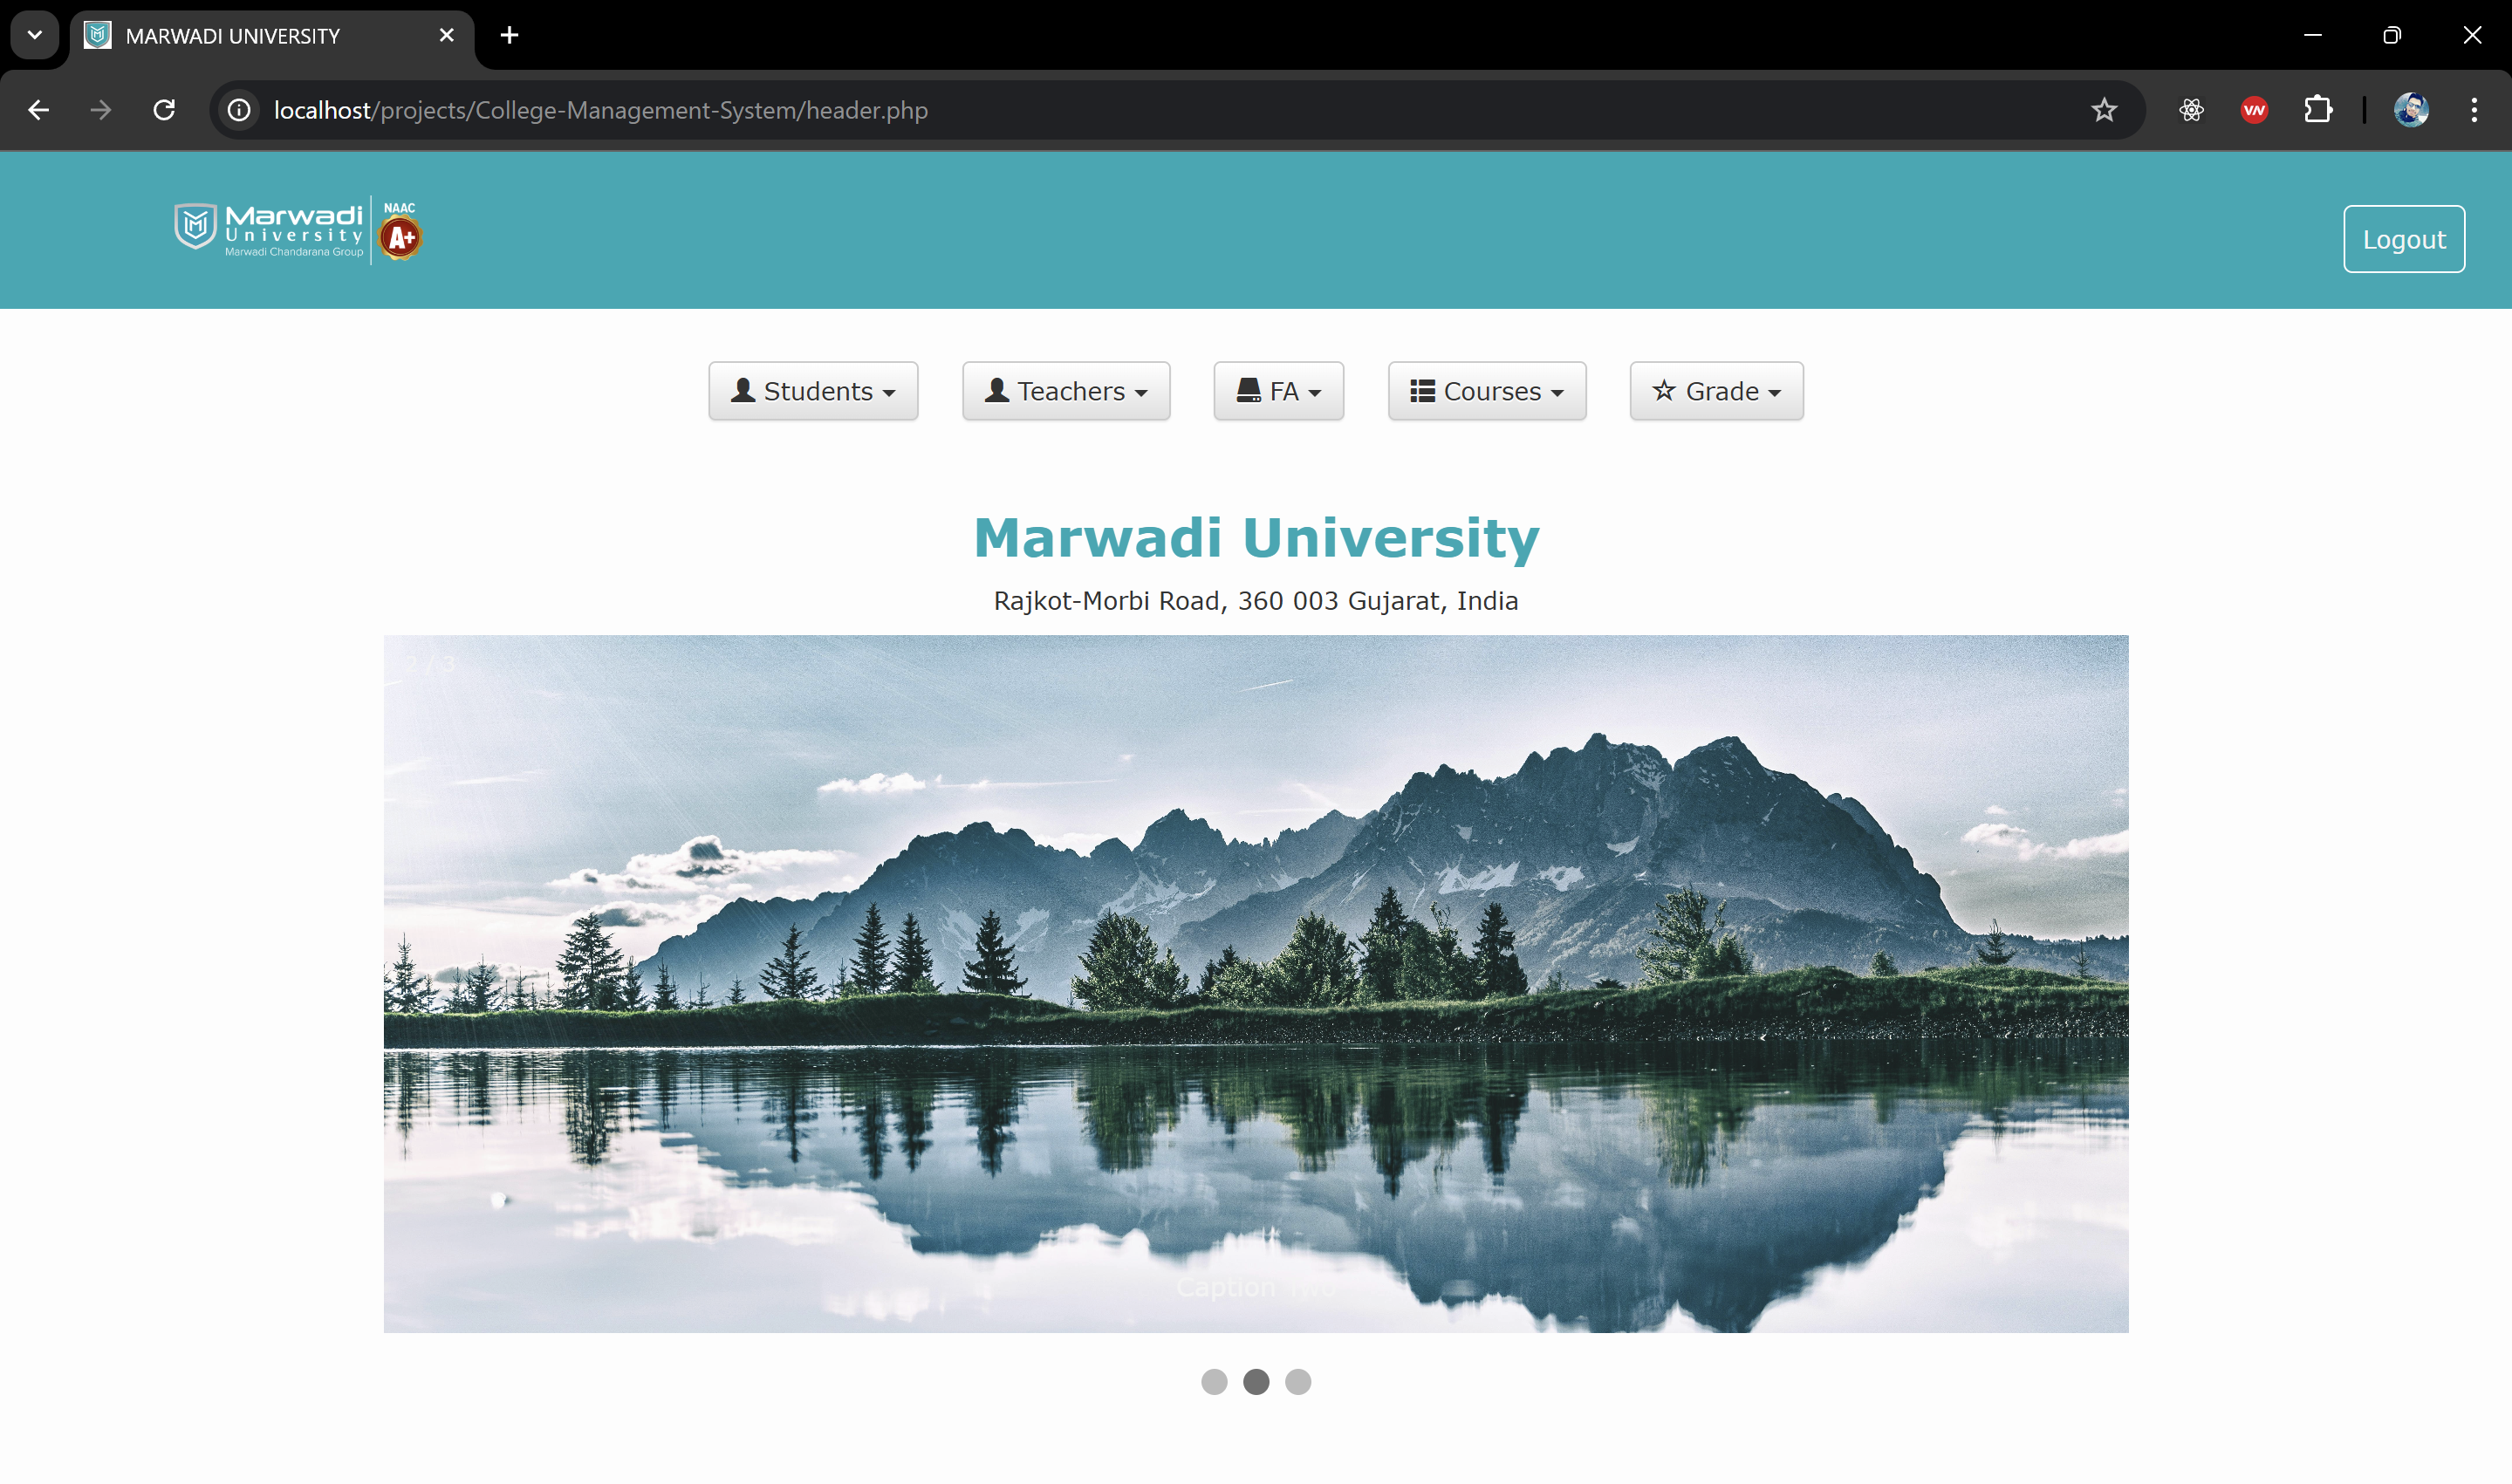 MARWADI UNIVERSITY
localhost/projects/College-Management-System/header.php
Marwadi
University
Marwadi Chandarana Group
NAAC
A+
Logout
Students
Teachers
FA
Courses
Grade
Marwadi University
Rajkot-Morbi Road, 360 003 Gujarat, India
2 / 3
Caption Two